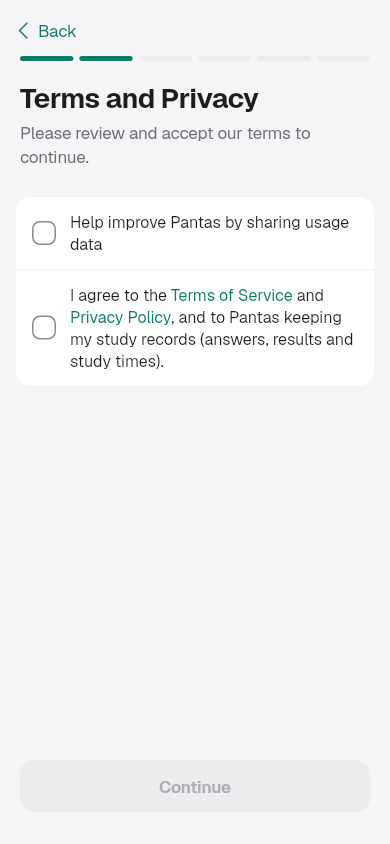 Back
Terms and Privacy
Please review and accept our terms to
continue.
Help improve Pantas by sharing usage
data
I agree to the Terms of Service and
Privacy Policy, and to Pantas keeping
my study records (answers, results and
study times).
Continue